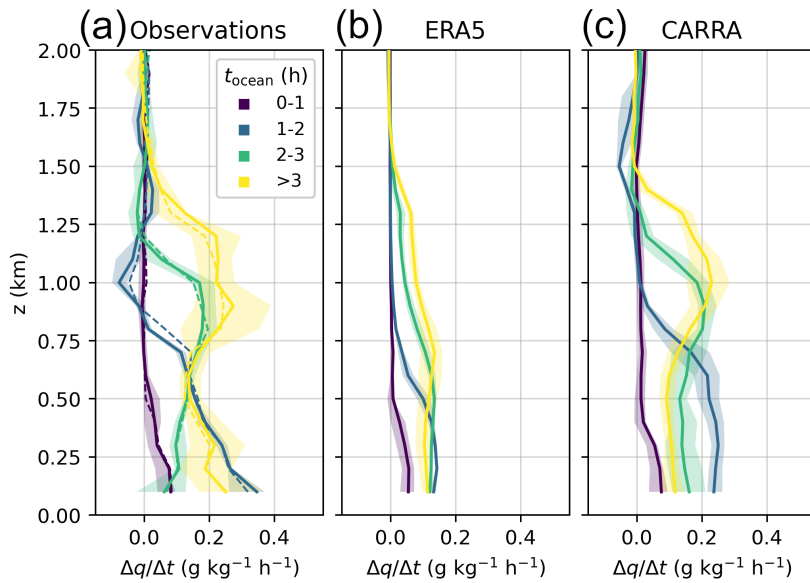 (a) Observations
(b) ERA5
(c) CARRA
t_ocean (h)
0-1
1-2
2-3
>3
z (km)
2.00
1.75
1.50
1.25
1.00
0.75
0.50
0.25
0.00
0.0 0.2 0.4
0.0 0.2 0.4
0.0 0.2 0.4
Δq/Δt (g kg⁻¹ h⁻¹)
Δq/Δt (g kg⁻¹ h⁻¹)
Δq/Δt (g kg⁻¹ h⁻¹)